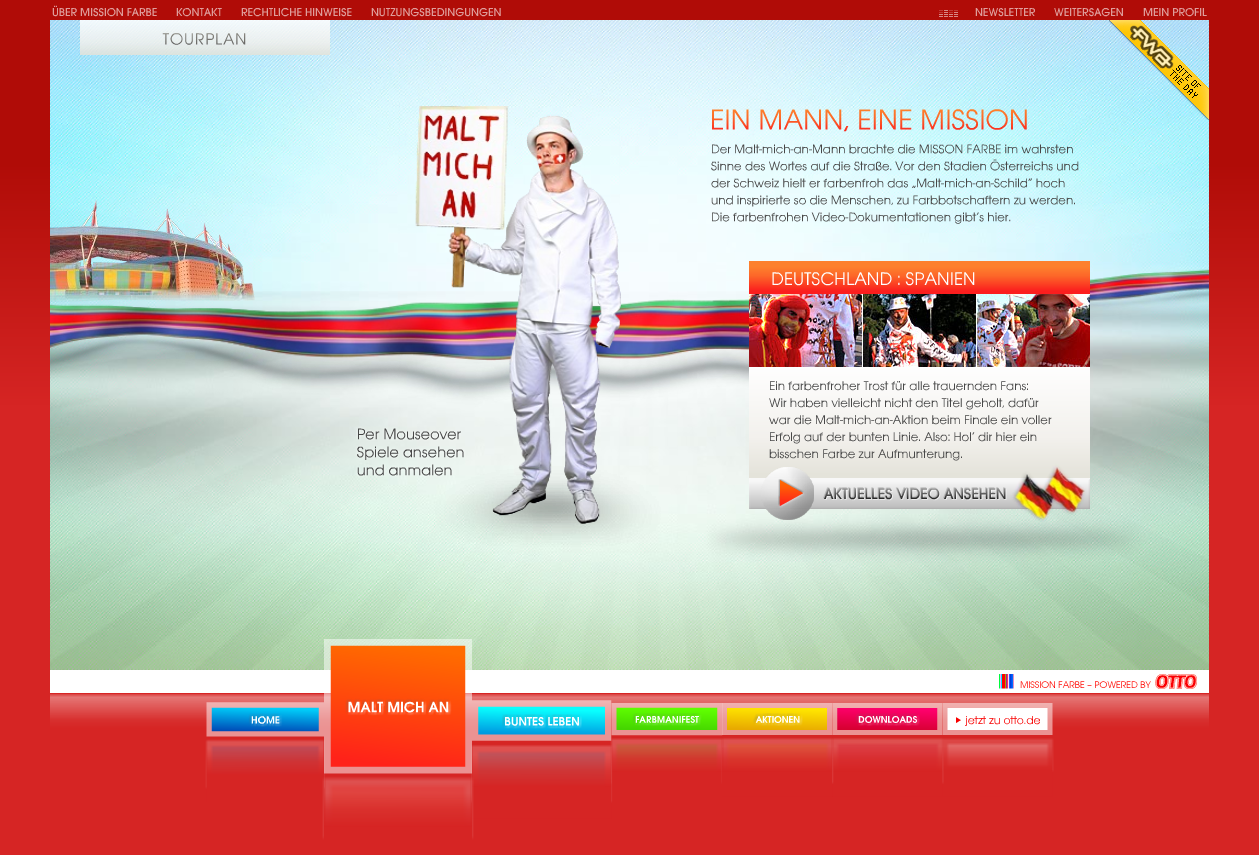 ÜBER MISSION FARBE KONTAKT RECHTLICHE HINWEISE NUTZUNGSBEDINGUNGEN NEWSLETTER WEITERSAGEN MEIN PROFIL
TOURPLAN
FWA SITE OF
THE DAY
MALT
MICH
AN
EIN MANN, EINE MISSION
Der Malt-mich-an-Mann brachte die MISSON FARBE im wahrsten
Sinne des Wortes auf die Straße. Vor den Stadien Österreichs und
der Schweiz hielt er farbenfroh das „Malt-mich-an-Schild” hoch
und inspirierte so die Menschen, zu Farbbotschaftern zu werden.
Die farbenfrohen Video-Dokumentationen gibt's hier.
DEUTSCHLAND : SPANIEN
Ein farbenfroher Trost für alle trauernden Fans:
Wir haben vielleicht nicht den Titel geholt, dafür
war die Malt-mich-an-Aktion beim Finale ein voller
Erfolg auf der bunten Linie. Also: Hol' dir hier ein
bisschen Farbe zur Aufmunterung.
AKTUELLES VIDEO ANSEHEN
Per Mouseover
Spiele ansehen
und anmalen
MISSION FARBE – POWERED BY OTTO
HOME
MALT MICH AN
BUNTES LEBEN
FARBMANIFEST
AKTIONEN
DOWNLOADS
jetzt zu otto.de